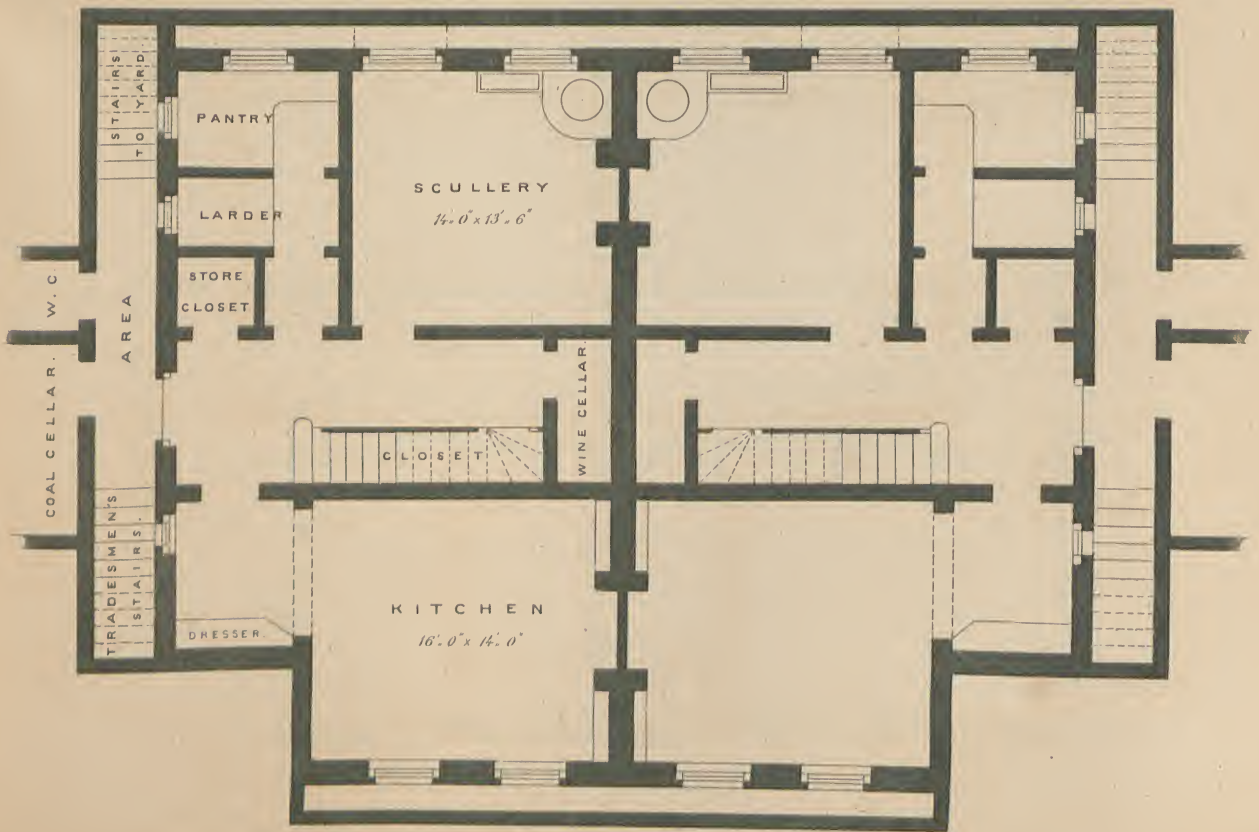 STAIRS
TO YARD.
PANTRY
SCULLERY
14'.0" x 13'.6"
LARDER
STORE
CLOSET
W.C.
AREA
COAL CELLAR.
WINE CELLAR.
CLOSET
TRADESMEN'S
STAIRS.
DRESSER.
KITCHEN
16'.0" x 14'.0"